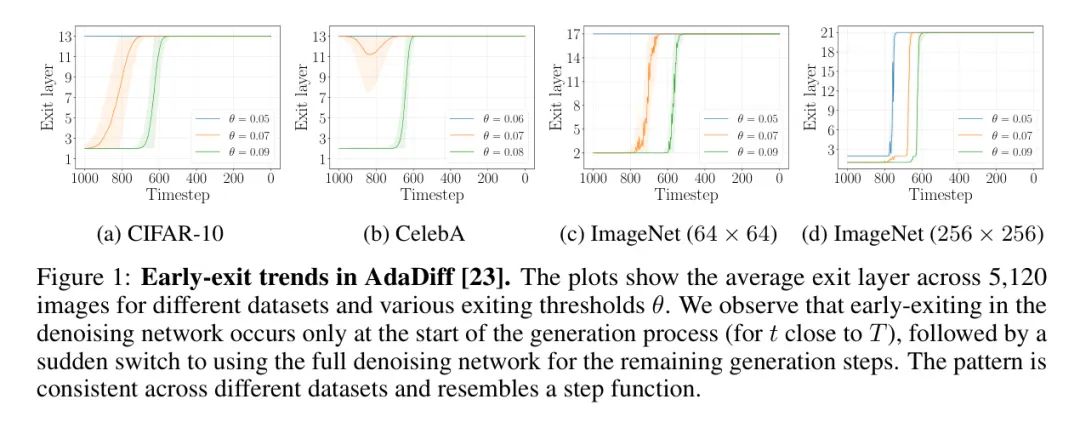 13
11
9
7
5
3
1
Exit layer
θ = 0.05
θ = 0.07
θ = 0.09
1000 800 600 400 200 0
Timestep
(a) CIFAR-10
13
11
9
7
5
3
1
Exit layer
θ = 0.06
θ = 0.07
θ = 0.08
1000 800 600 400 200 0
Timestep
(b) CelebA
17
14
11
8
5
2
Exit layer
θ = 0.05
θ = 0.07
θ = 0.09
1000 800 600 400 200 0
Timestep
(c) ImageNet (64 × 64)
21
18
15
12
9
6
3
Exit layer
θ = 0.05
θ = 0.07
θ = 0.09
1000 800 600 400 200 0
Timestep
(d) ImageNet (256 × 256)
Figure 1: Early-exit trends in AdaDiff [23]. The plots show the average exit layer across 5,120
images for different datasets and various exiting thresholds θ. We observe that early-exiting in the
denoising network occurs only at the start of the generation process (for t close to T), followed by a
sudden switch to using the full denoising network for the remaining generation steps. The pattern is
consistent across different datasets and resembles a step function.